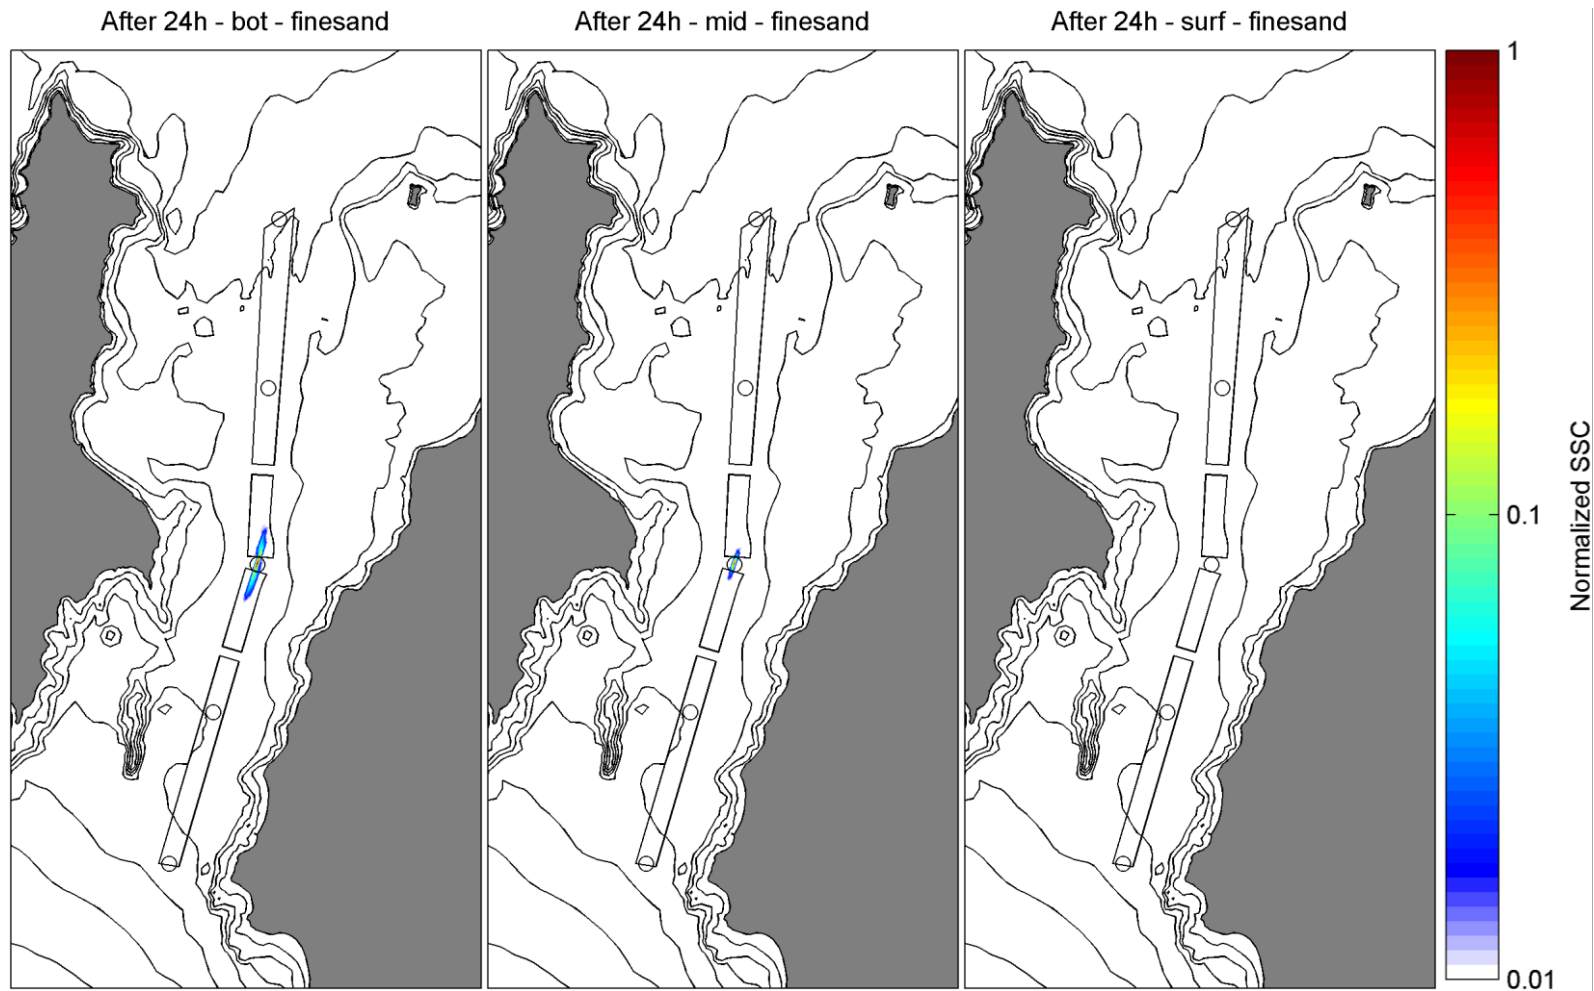 After 24h - bot - finesand
After 24h - mid - finesand
After 24h - surf - finesand
1
0.1
0.01
Normalized SSC